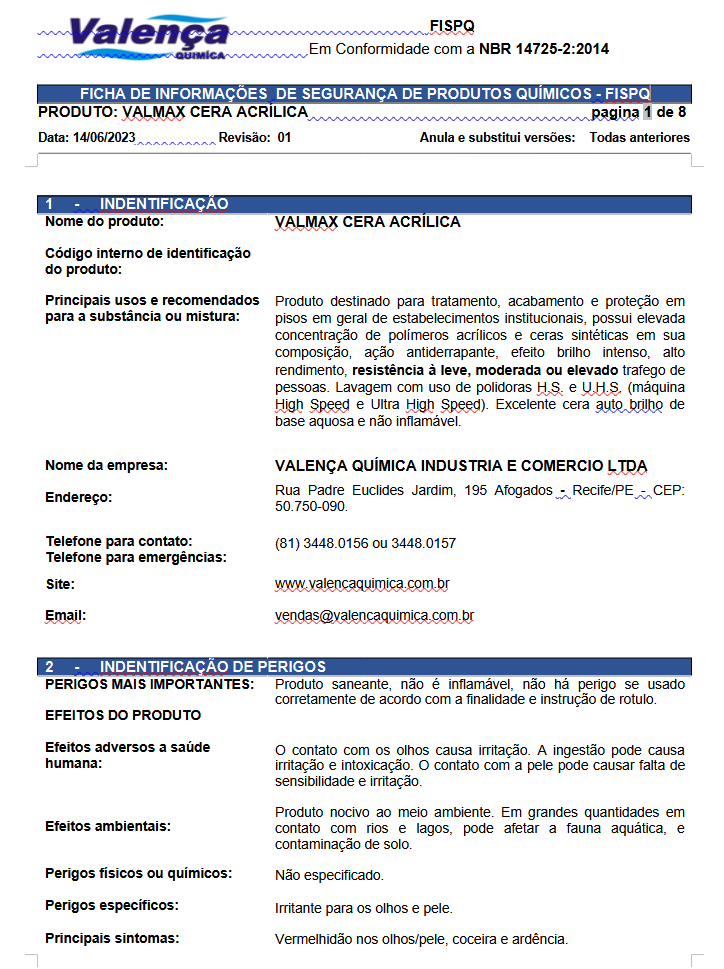 Valença
QUIMÍCA
FISPQ
Em Conformidade com a NBR 14725-2:2014
FICHA DE INFORMAÇÕES DE SEGURANÇA DE PRODUTOS QUÍMICOS - FISPQ
PRODUTO: VALMAX CERA ACRÍLICA pagina 1 de 8
Data: 14/06/2023 Revisão: 01 Anula e substitui versões: Todas anteriores
1 - INDENTIFICAÇÃO
Nome do produto: VALMAX CERA ACRÍLICA
Código interno de identificação
do produto:
Principais usos e recomendados
para a substância ou mistura:
Produto destinado para tratamento, acabamento e proteção em
pisos em geral de estabelecimentos institucionais, possui elevada
concentração de polímeros acrílicos e ceras sintéticas em sua
composição, ação antiderrapante, efeito brilho intenso, alto
rendimento, resistência à leve, moderada ou elevado trafego de
pessoas. Lavagem com uso de polidoras H.S. e U.H.S. (máquina
High Speed e Ultra High Speed). Excelente cera auto brilho de
base aquosa e não inflamável.
Nome da empresa: VALENÇA QUÍMICA INDUSTRIA E COMERCIO LTDA
Endereço:
Rua Padre Euclides Jardim, 195 Afogados - Recife/PE - CEP:
50.750-090.
Telefone para contato:
Telefone para emergências:
(81) 3448.0156 ou 3448.0157
Site: www.valencaquimica.com.br
Email: vendas@valencaquimica.com.br
2 - INDENTIFICAÇÃO DE PERIGOS
PERIGOS MAIS IMPORTANTES:
Produto saneante, não é inflamável, não há perigo se usado
corretamente de acordo com a finalidade e instrução de rotulo.
EFEITOS DO PRODUTO
Efeitos adversos a saúde
humana:
O contato com os olhos causa irritação. A ingestão pode causa
irritação e intoxicação. O contato com a pele pode causar falta de
sensibilidade e irritação.
Efeitos ambientais:
Produto nocivo ao meio ambiente. Em grandes quantidades em
contato com rios e lagos, pode afetar a fauna aquática, e
contaminação de solo.
Perigos físicos ou químicos: Não especificado.
Perigos específicos: Irritante para os olhos e pele.
Principais sintomas: Vermelhidão nos olhos/pele, coceira e ardência.